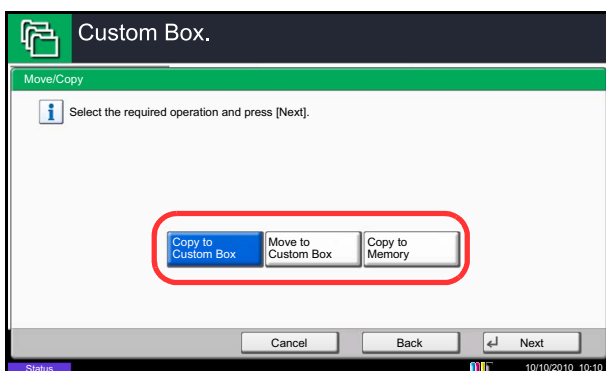 Custom Box.
Move/Copy
Select the required operation and press [Next].
Copy to
Custom Box
Move to
Custom Box
Copy to
Memory
Cancel
Back
Next
Status
10/10/2010 10:10